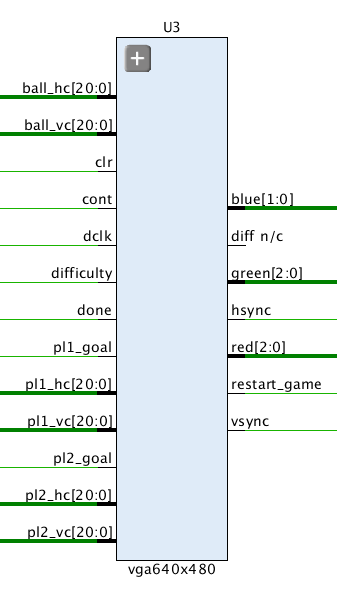 U3
ball_hc[20:0]
ball_vc[20:0]
clr
cont
blue[1:0]
dclk
diff n/c
difficulty
green[2:0]
done
hsync
pl1_goal
red[2:0]
pl1_hc[20:0]
restart_game
pl1_vc[20:0]
vsync
pl2_goal
pl2_hc[20:0]
pl2_vc[20:0]
vga640x480